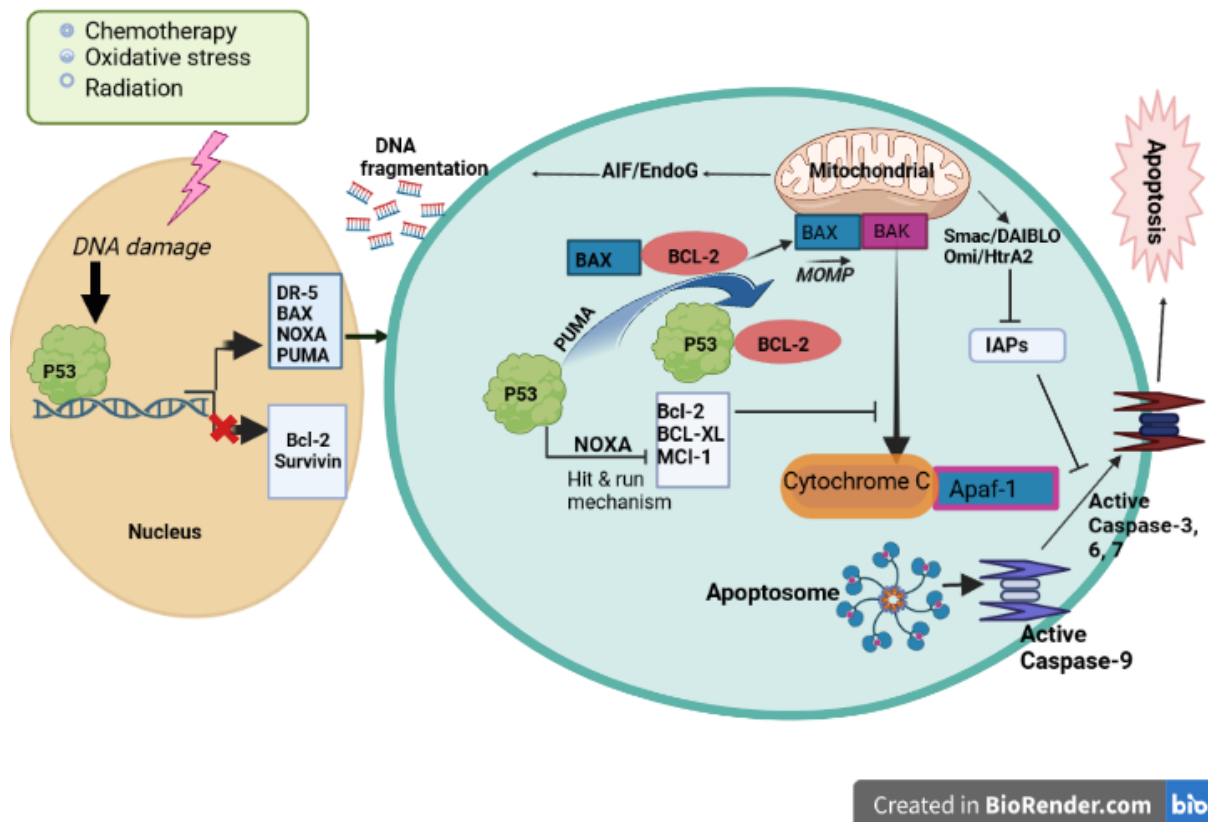 Chemotherapy
Oxidative stress
Radiation
DNA damage
P53
DR-5
BAX
NOXA
PUMA
Bcl-2
Survivin
Nucleus
DNA
fragmentation
AIF/EndoG
Mitochondrial
BAX
BAK
MOMP
BAX
BCL-2
PUMA
P53
BCL-2
P53
NOXA
Hit & run
mechanism
Bcl-2
BCL-XL
MCI-1
Smac/DAIBLO
Omi/HtrA2
IAPs
Cytochrome C
Apaf-1
Apoptosome
Active
Caspase-9
Active
Caspase-3,
6, 7
Apoptosis
Created in BioRender.com
bio